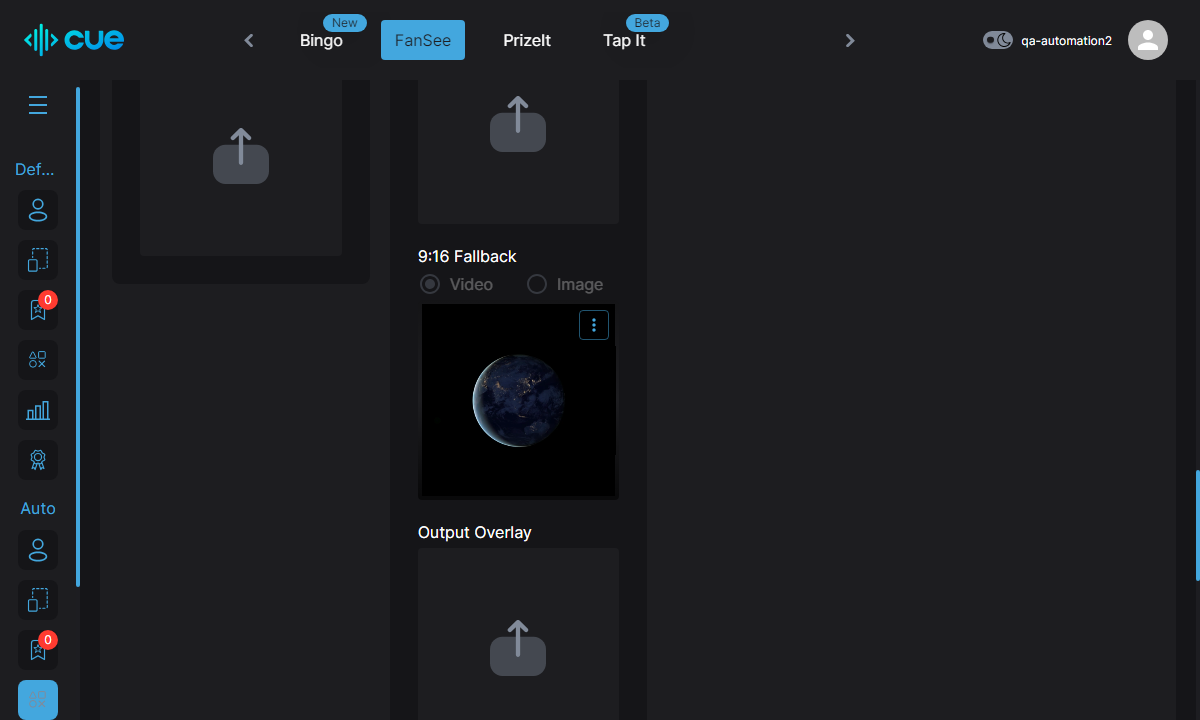 cue
Bingo
New
FanSee
PrizeIt
Tap It
Beta
qa-automation2
Def...
0
Auto
0
9:16 Fallback
Video
Image
Output Overlay